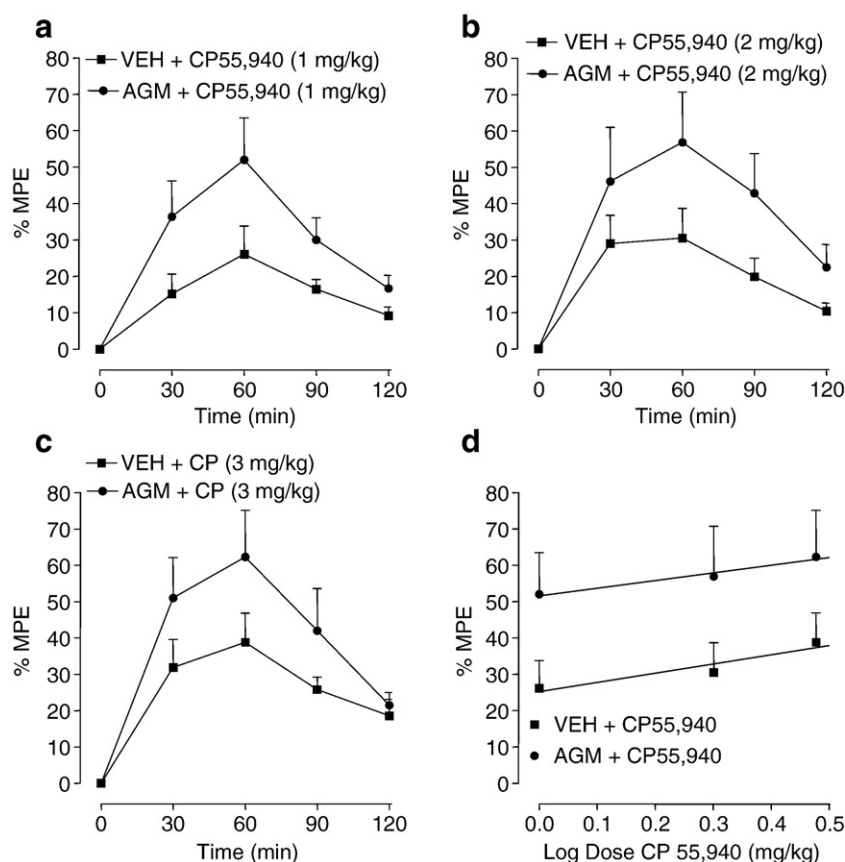 a
VEH + CP55,940 (1 mg/kg)
AGM + CP55,940 (1 mg/kg)
% MPE
80
70
60
50
40
30
20
10
0
0 30 60 90 120
Time (min)
b
VEH + CP55,940 (2 mg/kg)
AGM + CP55,940 (2 mg/kg)
% MPE
80
70
60
50
40
30
20
10
0
0 30 60 90 120
Time (min)
c
VEH + CP (3 mg/kg)
AGM + CP (3 mg/kg)
% MPE
80
70
60
50
40
30
20
10
0
0 30 60 90 120
Time (min)
d
% MPE
80
70
60
50
40
30
20
10
0
VEH + CP55,940
AGM + CP55,940
0.0 0.1 0.2 0.3 0.4 0.5
Log Dose CP 55,940 (mg/kg)